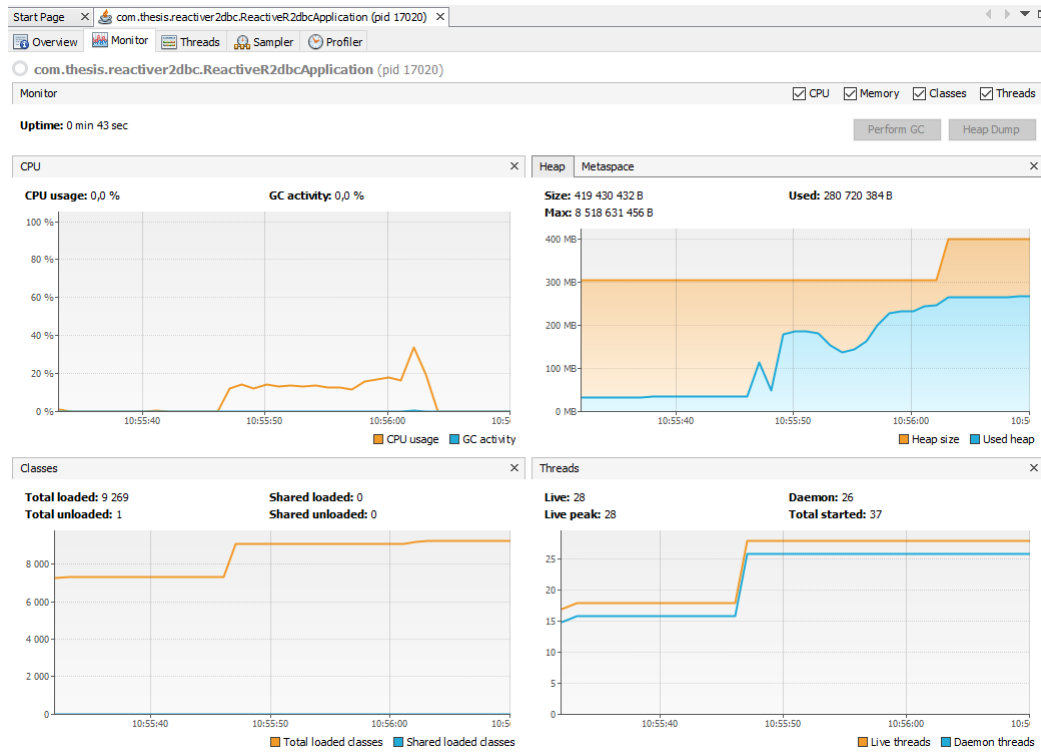 Start Page com.thesis.reactiver2dbc.ReactiveR2dbcApplication (pid 17020)
Overview Monitor Threads Sampler Profiler
com.thesis.reactiver2dbc.ReactiveR2dbcApplication (pid 17020)
Monitor CPU Memory Classes Threads
Uptime: 0 min 43 sec Perform GC Heap Dump
CPU
CPU usage: 0,0 % GC activity: 0,0 %
100 %
80 %
60 %
40 %
20 %
0 %
10:55:40 10:55:50 10:56:00 10:5
CPU usage GC activity
Heap Metaspace
Size: 419 430 432 B Used: 280 720 384 B
Max: 8 518 631 456 B
400 MB
300 MB
200 MB
100 MB
0 MB
10:55:40 10:55:50 10:56:00 10:5
Heap size Used heap
Classes
Total loaded: 9 269 Shared loaded: 0
Total unloaded: 1 Shared unloaded: 0
8 000
6 000
4 000
2 000
0
10:55:40 10:55:50 10:56:00 10:5
Total loaded classes Shared loaded classes
Threads
Live: 28 Daemon: 26
Live peak: 28 Total started: 37
25
20
15
10
5
0
10:55:40 10:55:50 10:56:00 10:5
Live threads Daemon threads